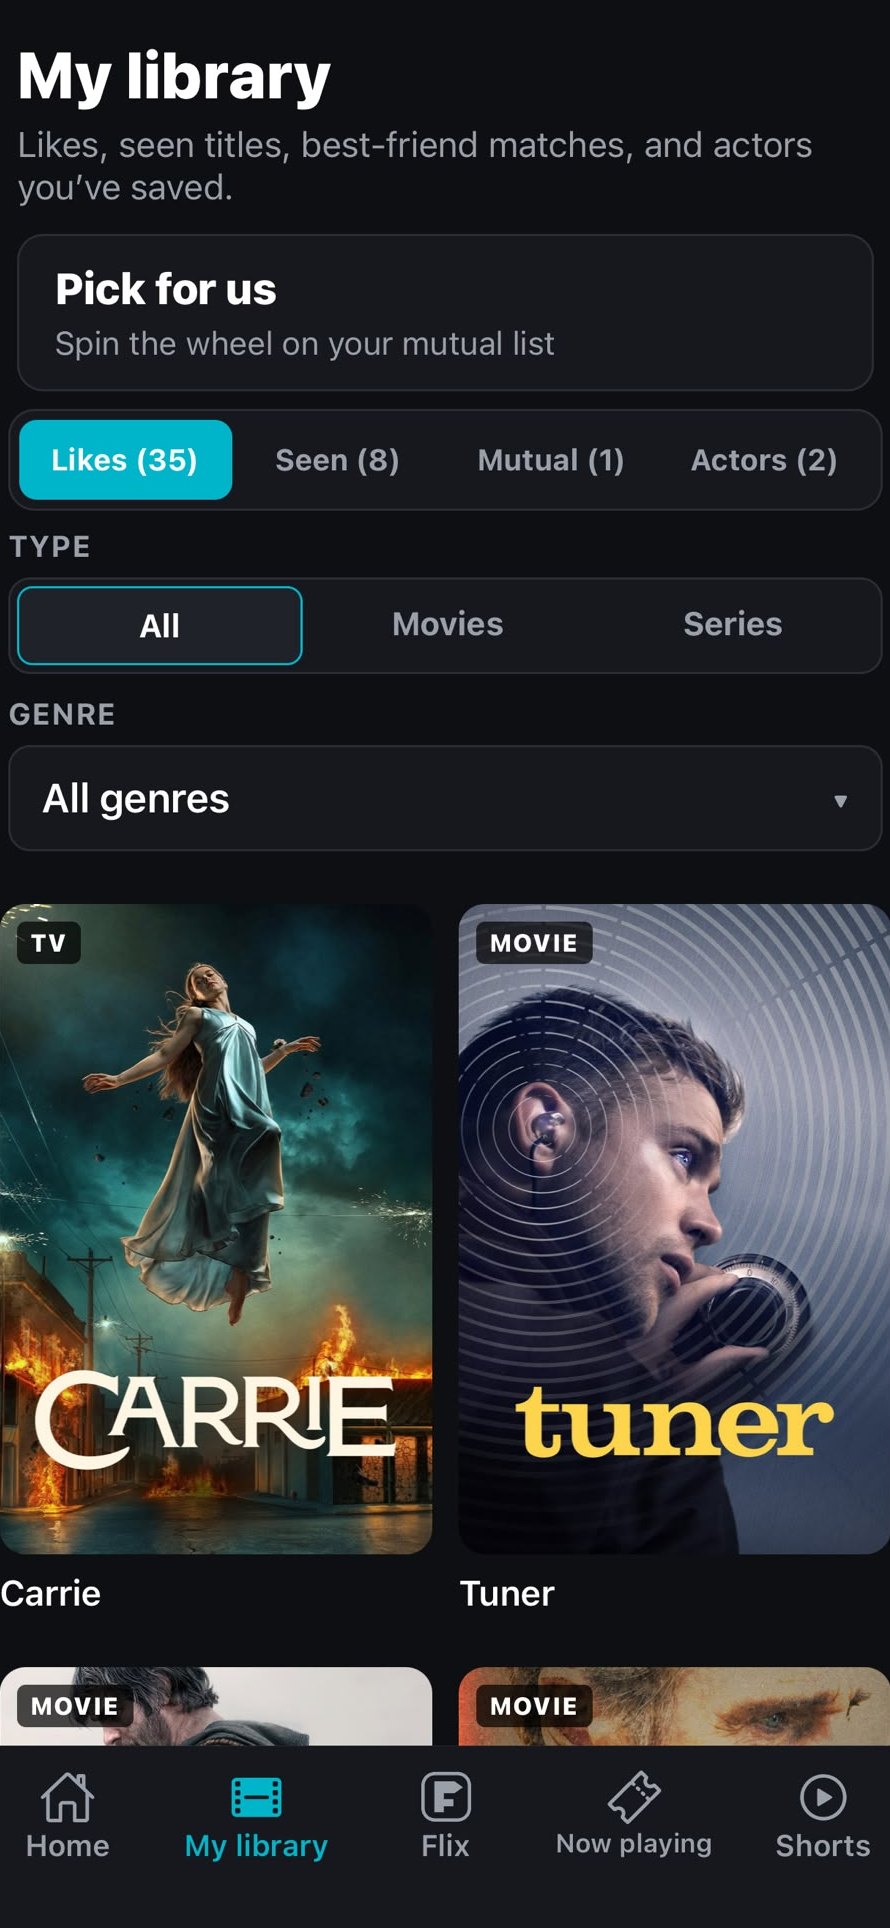 My library
Likes, seen titles, best-friend matches, and actors
you’ve saved.
Pick for us
Spin the wheel on your mutual list
Likes (35) Seen (8) Mutual (1) Actors (2)
TYPE
All Movies Series
GENRE
All genres
TV
MOVIE
CARRIE
tuner
Carrie
Tuner
MOVIE
MOVIE
Home My library Flix Now playing Shorts